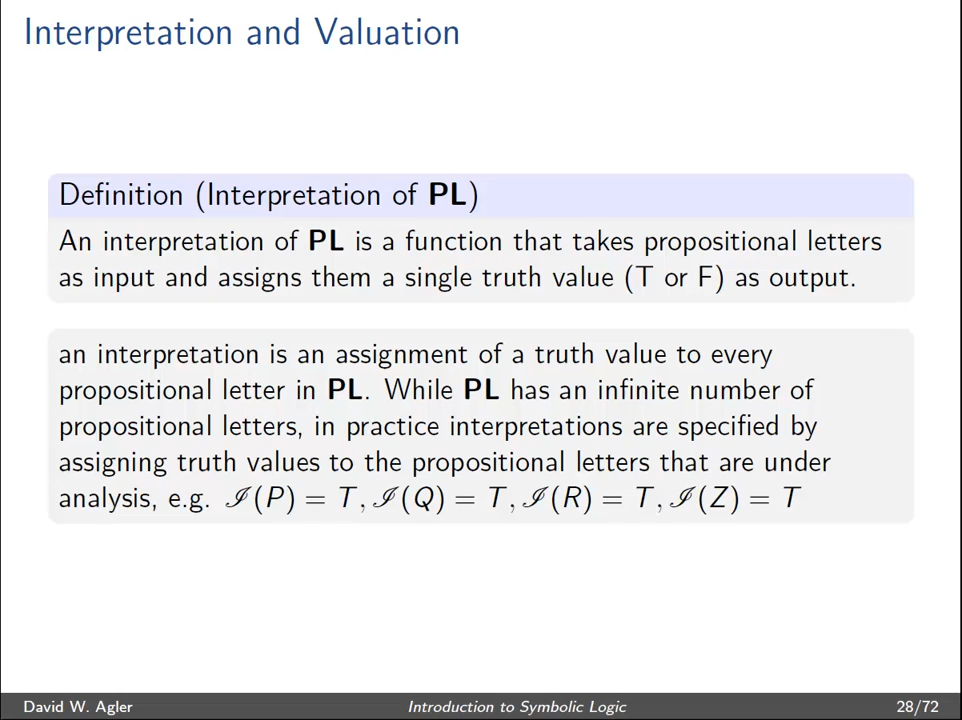 Interpretation and Valuation
Definition (Interpretation of PL)
An interpretation of PL is a function that takes propositional letters
as input and assigns them a single truth value (T or F) as output.
an interpretation is an assignment of a truth value to every
propositional letter in PL. While PL has an infinite number of
propositional letters, in practice interpretations are specified by
assigning truth values to the propositional letters that are under
analysis, e.g. ℐ(P) = T, ℐ(Q) = T, ℐ(R) = T, ℐ(Z) = T
David W. Agler Introduction to Symbolic Logic 28/72